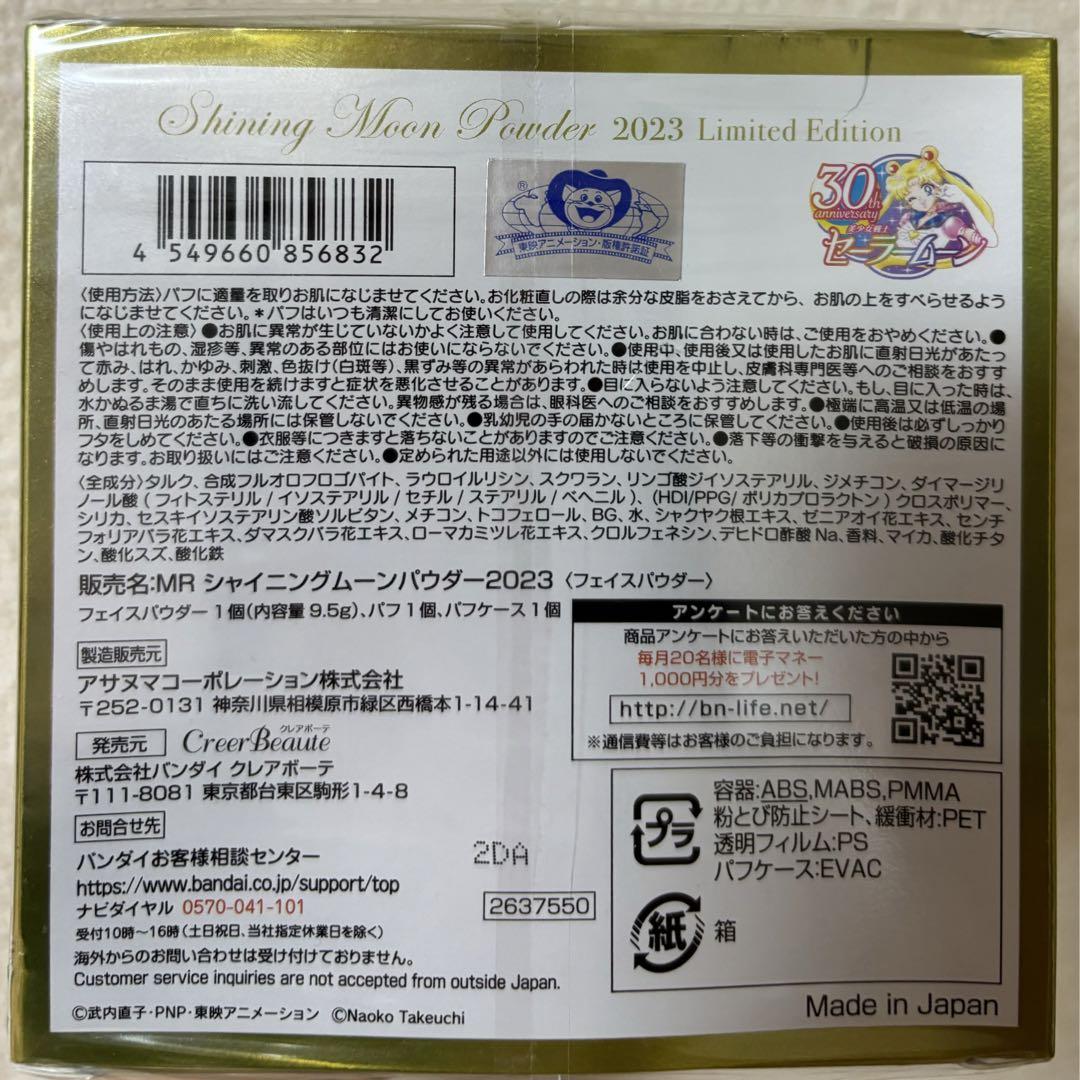 Shining Moon Powder 2023 Limited Edition
4 549660 856832
®
東映アニメーション・版権許諾証
30th
anniversary
美少女戦士
セーラームーン
〈使用方法〉パフに適量を取りお肌になじませてください。お化粧直しの際は余分な皮脂をおさえてから、お肌の上をすべらせるよう
になじませてください。＊パフはいつも清潔にしてお使いください。
〈使用上の注意〉●お肌に異常が生じていないかよく注意して使用してください。お肌に合わない時は、ご使用をおやめください。●
傷やはれもの、湿疹等、異常のある部位にはお使いにならないでください。●使用中、使用後又は使用したお肌に直射日光があたっ
て赤み、はれ、かゆみ、刺激、色抜け(白斑等)、黒ずみ等の異常があらわれた時は使用を中止し、皮膚科専門医等へのご相談をおすす
めします。そのまま使用を続けますと症状を悪化させることがあります。●目に入らないよう注意してください。もし、目に入った時は、
水かぬるま湯で直ちに洗い流してください。異物感が残る場合は、眼科医へのご相談をおすすめします。●極端に高温又は低温の場
所、直射日光のあたる場所には保管しないでください。●乳幼児の手の届かないところに保管してください。●使用後は必ずしっかり
フタをしめてください。●衣服等につきますと落ちないことがありますのでご注意ください。●落下等の衝撃を与えると破損の原因に
なります。お取り扱いにはご注意ください。●定められた用途以外には使用しないでください。
〈全成分〉タルク、合成フルオロフロゴパイト、ラウロイルリシン、スクワラン、リンゴ酸ジイソステアリル、ジメチコン、ダイマージリ
ノール酸(フィトステリル/イソステアリル/セチル/ステアリル/ベヘニル)、(HDI/PPG/ポリカプロラクトン)クロスポリマー、
シリカ、セスキイソステアリン酸ソルビタン、メチコン、トコフェロール、BG、水、シャクヤク根エキス、ゼニアオイ花エキス、センチ
フォリアバラ花エキス、ダマスクバラ花エキス、ローマカミツレ花エキス、クロルフェネシン、デヒドロ酢酸Na、香料、マイカ、酸化チタ
ン、酸化スズ、酸化鉄
販売名:MR シャイニングムーンパウダー2023〈フェイスパウダー〉
フェイスパウダー1個(内容量9.5g)、パフ1個、パフケース1個
アンケートにお答えください
商品アンケートにお答えいただいた方の中から
毎月20名様に電子マネー
1,000円分をプレゼント!
http://bn-life.net/
※通信費等はお客様のご負担になります。
製造販売元
アサヌマコーポレーション株式会社
〒252-0131 神奈川県相模原市緑区西橋本1-14-41
発売元
クレアボーテ
CreerBeaute
株式会社バンダイ クレアボーテ
〒111-8081 東京都台東区駒形1-4-8
お問合せ先
バンダイお客様相談センター
https://www.bandai.co.jp/support/top
ナビダイヤル 0570-041-101
受付10時～16時(土日祝日、当社指定休業日を除く)
海外からのお問い合わせは受け付けておりません。
Customer service inquiries are not accepted from outside Japan.
©武内直子・PNP・東映アニメーション ©Naoko Takeuchi
2DA
2637550
プラ
容器:ABS,MABS,PMMA
粉とび防止シート、緩衝材:PET
透明フィルム:PS
パフケース:EVAC
紙
箱
Made in Japan